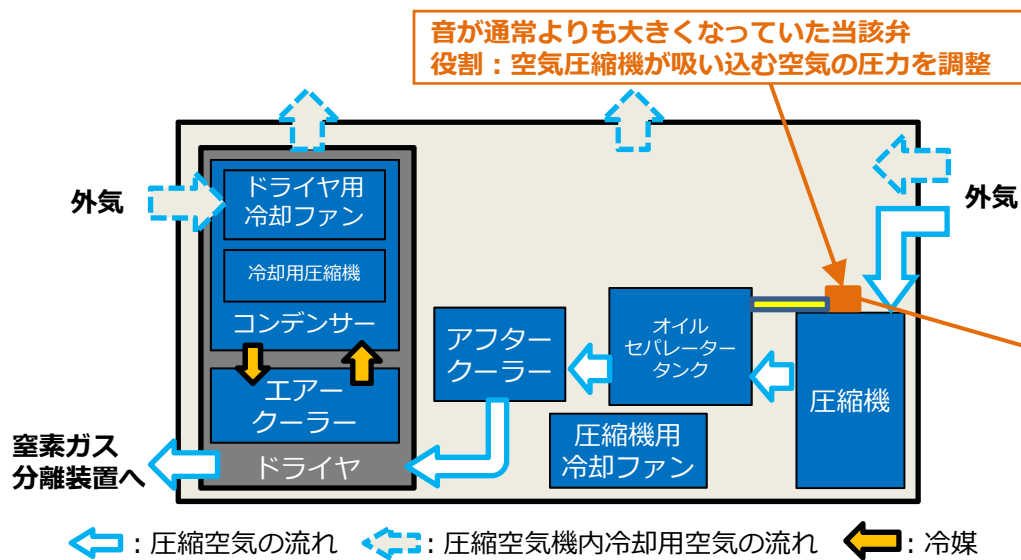 音が通常よりも大きくなっていた当該弁
役割：空気圧縮機が吸い込む空気の圧力を調整
外気
ドライヤ用
冷却ファン
冷却用圧縮機
コンデンサー
エアー
クーラー
ドライヤ
窒素ガス
分離装置へ
アフター
クーラー
オイル
セパレーター
タンク
圧縮機用
冷却ファン
圧縮機
外気
：圧縮空気の流れ
：圧縮空気機内冷却用空気の流れ
：冷媒